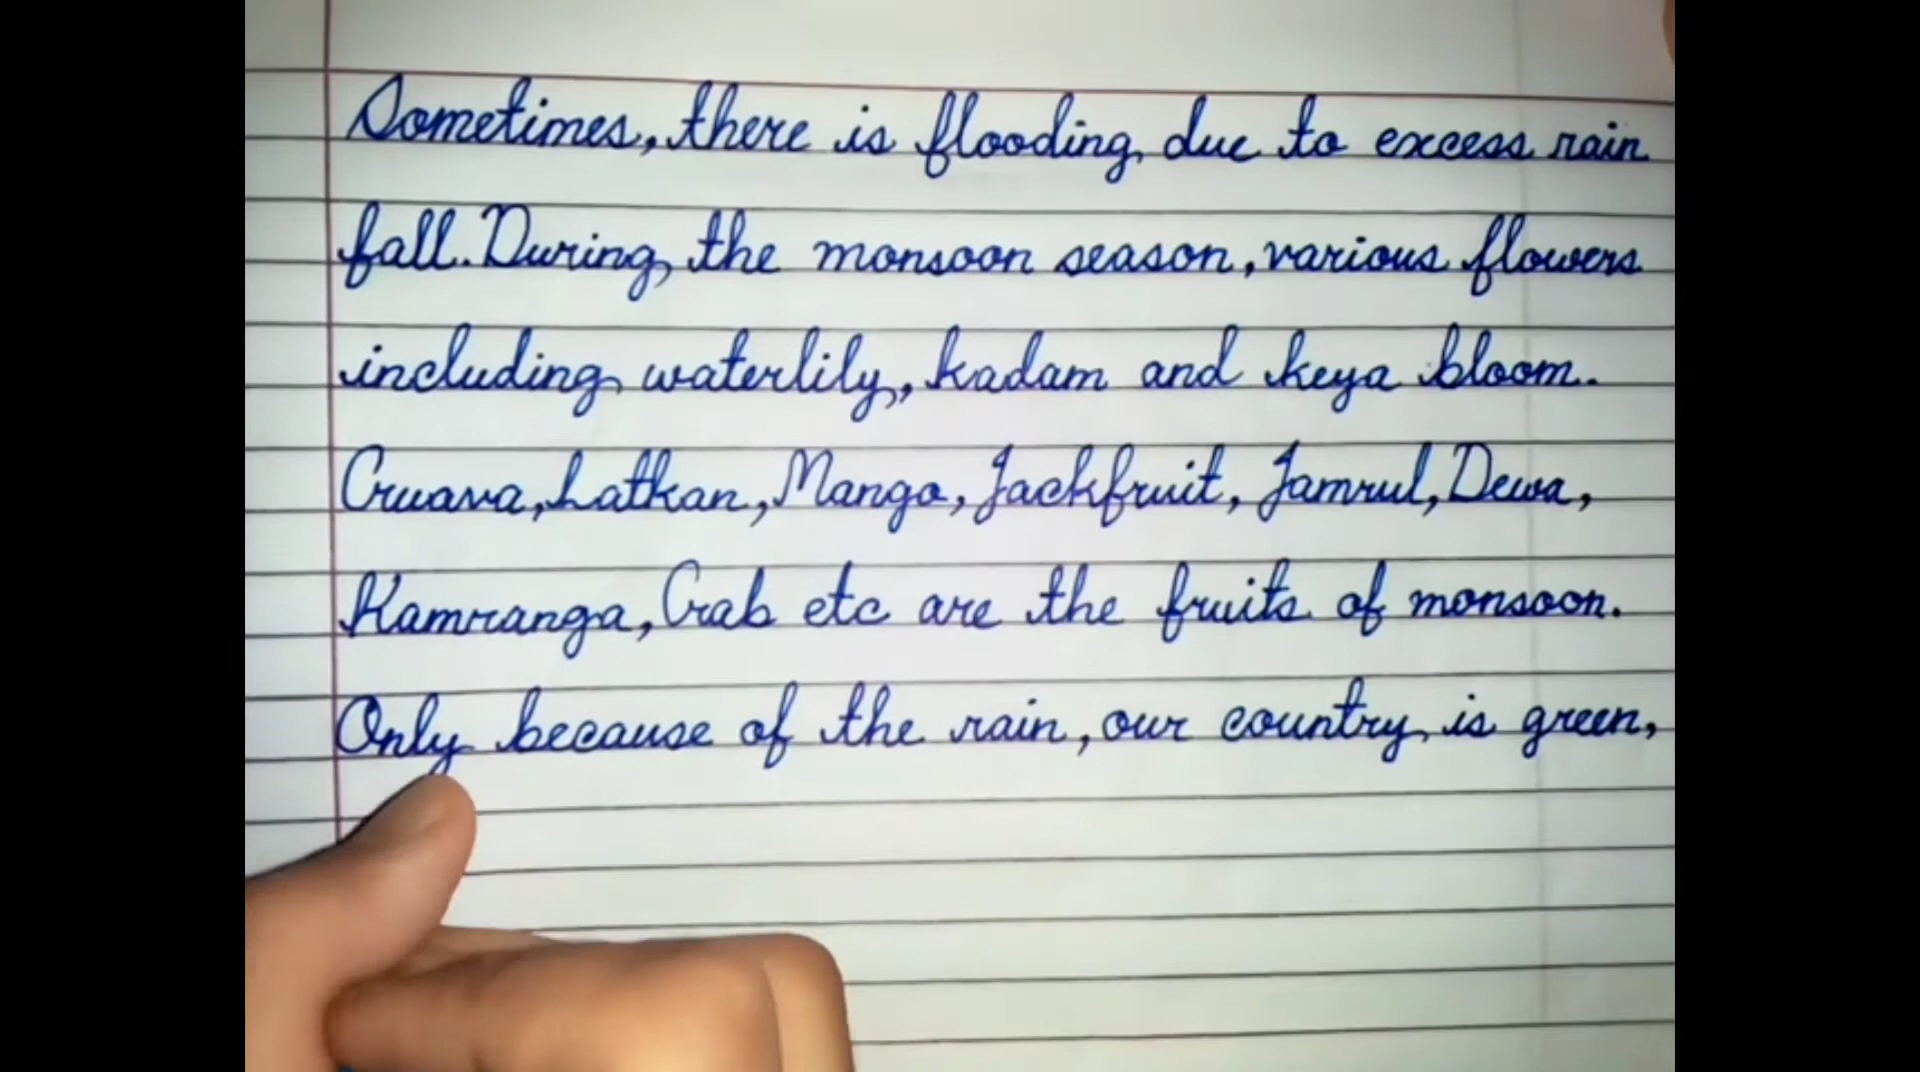 Sometimes, there is flooding due to excess rain
fall. During the monsoon season, various flowers
including waterlily, kadam and keya bloom.
Guava, Latkan, Mango, Jackfruit, Jamrul, Dewa,
Kamranga, Crab etc are the fruits of monsoon.
Only because of the rain, our country is green,